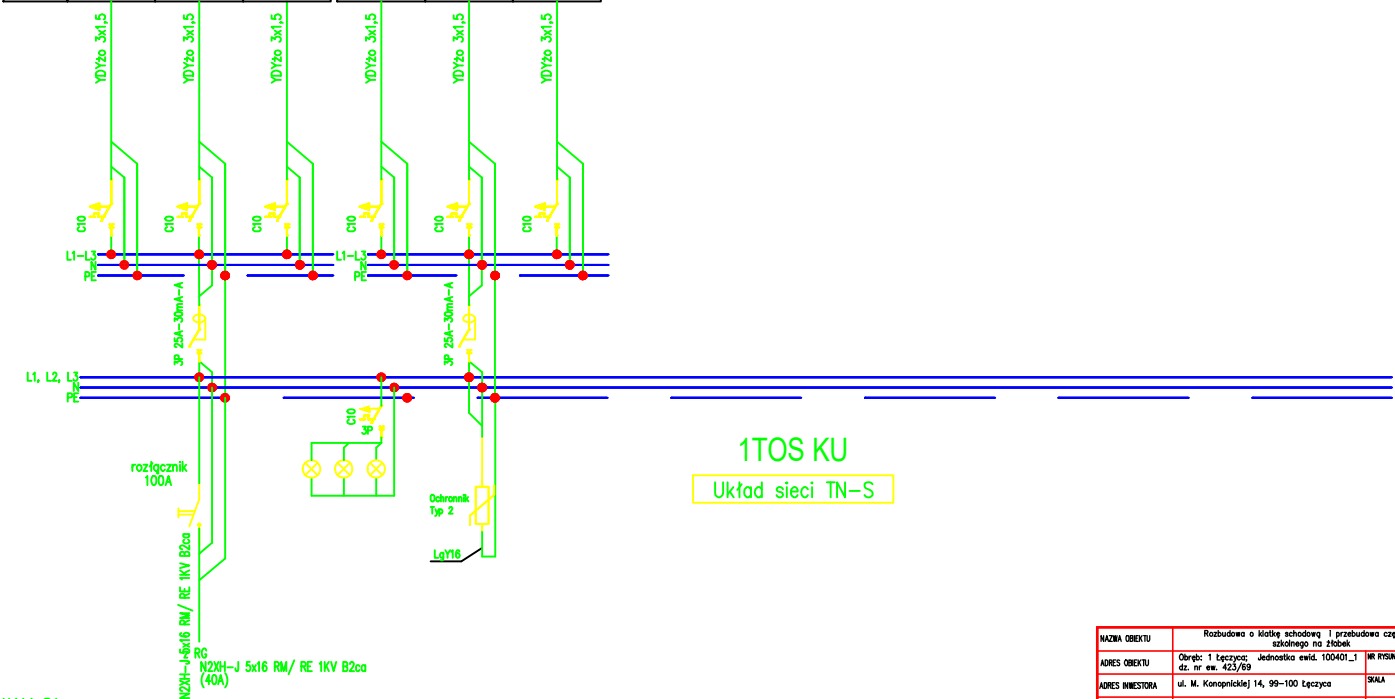 YDYżo 3x1,5
YDYżo 3x1,5
YDYżo 3x1,5
YDYżo 3x1,5
YDYżo 3x1,5
YDYżo 3x1,5
C10
C10
C10
C10
C10
C10
L1-L3
N
PE
L1-L3
N
PE
3P 25A-30mA-A
3P 25A-30mA-A
L1, L2, L3
N
PE
C10
3P
rozłącznik
100A
1TOS KU
Układ sieci TN-S
Ochronnik
Typ 2
LgY16
N2XH-J 5x16 RM/ RE 1KV B2ca
RG
N2XH-J 5x16 RM/ RE 1KV B2ca
(40A)
NAZWA OBIEKTU
Rozbudowa o klatkę schodową i przebudowa
szkolnego na żłobek
ADRES OBIEKTU
Obręb: 1 Łęczyca; Jednostka ewid. 100401_1
dz. nr ew. 423/69
NR
ADRES INWESTORA
ul. M. Konopnickiej 14, 99-100 Łęczyca
SKALA